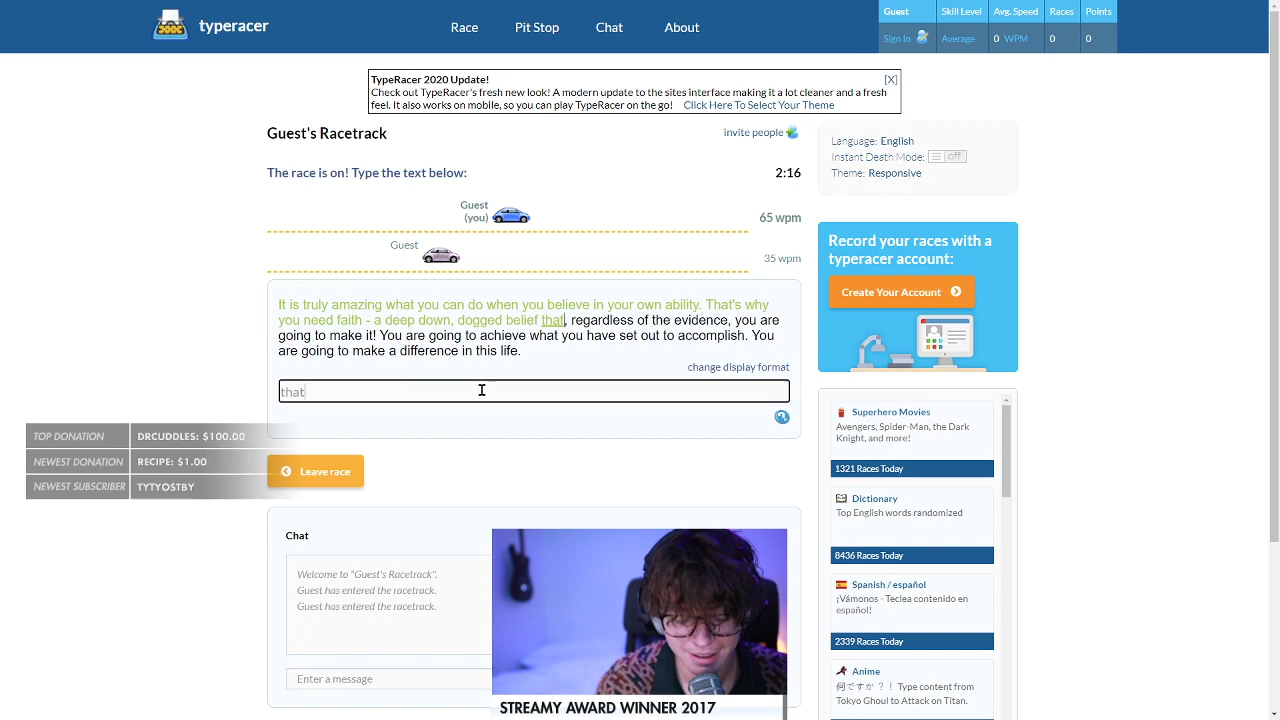 typeracer
Race
Pit Stop
Chat
About
Guest Skill Level Avg. Speed Races Points
Sign In Average 0 WPM 0 0
TypeRacer 2020 Update!
[X]
Check out TypeRacer's fresh new look! A modern update to the sites interface making it a lot cleaner and a fresh
feel. It also works on mobile, so you can play TypeRacer on the go! Click Here To Select Your Theme
Guest's Racetrack
invite people
The race is on! Type the text below:
2:16
Guest
(you)
65 wpm
Guest
35 wpm
It is truly amazing what you can do when you believe in your own ability. That's why
you need faith - a deep down, dogged belief that, regardless of the evidence, you are
going to make it! You are going to achieve what you have set out to accomplish. You
are going to make a difference in this life.
change display format
that
TOP DONATION DRCUDDLES: $100.00
NEWEST DONATION RECIPE: $1.00
NEWEST SUBSCRIBER TYTYOSTBY
Leave race
Chat
Welcome to "Guest's Racetrack".
Guest has entered the racetrack.
Guest has entered the racetrack.
Enter a message
STREAMY AWARD WINNER 2017
Language: English
Instant Death Mode: off
Theme: Responsive
Record your races with a
typeracer account:
Create Your Account
Superhero Movies
Avengers, Spider-Man, the Dark
Knight, and more!
1321 Races Today
Dictionary
Top English words randomized
8436 Races Today
Spanish / español
¡Vámonos - Teclea contenido en
español!
2339 Races Today
Anime
何ですか ? ! Type content from
Tokyo Ghoul to Attack on Titan.